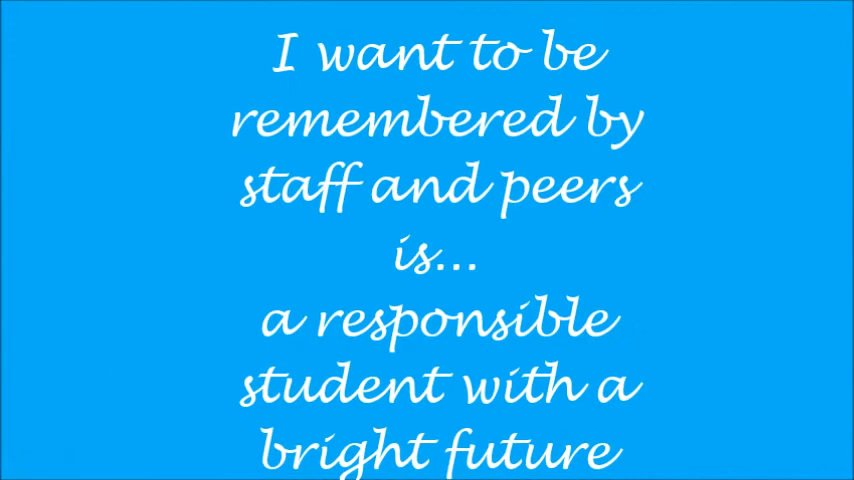 I want to be
remembered by
staff and peers
is...
a responsible
student with a
bright future